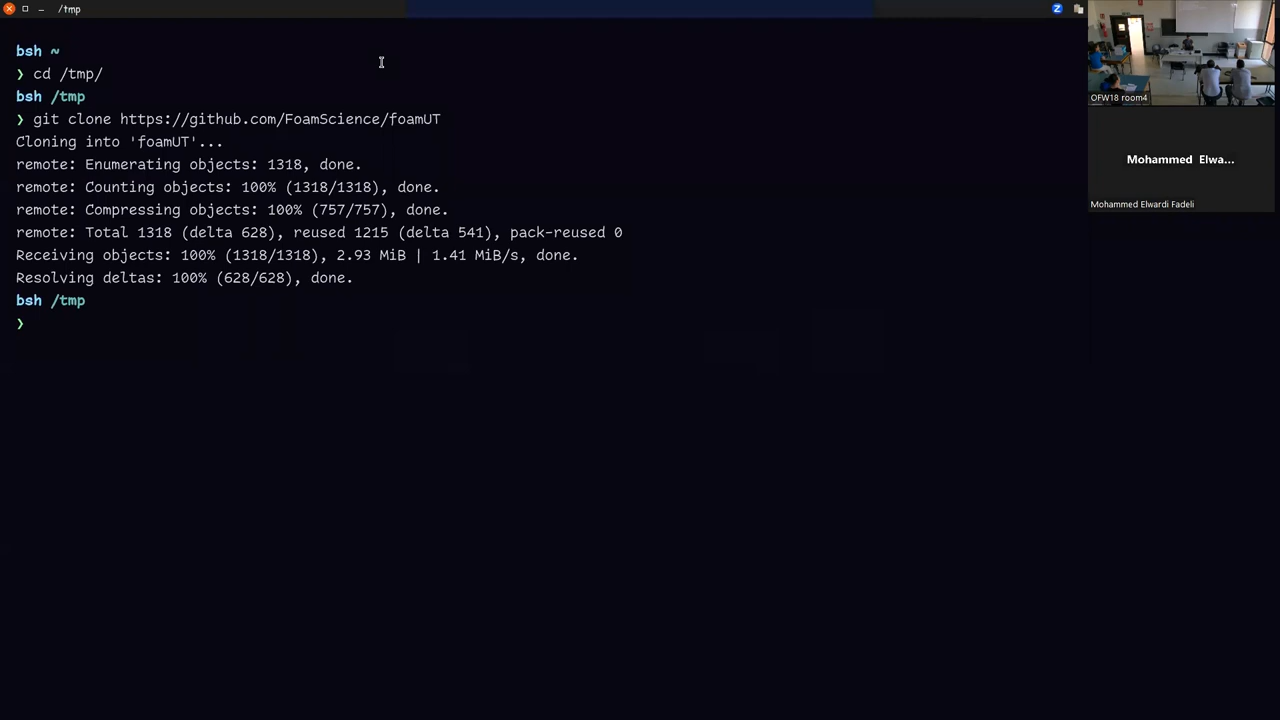 /tmp
bsh ~
❯ cd /tmp/
bsh /tmp
❯ git clone https://github.com/FoamScience/foamUT
Cloning into 'foamUT'...
remote: Enumerating objects: 1318, done.
remote: Counting objects: 100% (1318/1318), done.
remote: Compressing objects: 100% (757/757), done.
remote: Total 1318 (delta 628), reused 1215 (delta 541), pack-reused 0
Receiving objects: 100% (1318/1318), 2.93 MiB | 1.41 MiB/s, done.
Resolving deltas: 100% (628/628), done.
bsh /tmp
❯
OFW18 room4
Mohammed Elwa...
Mohammed Elwardi Fadeli